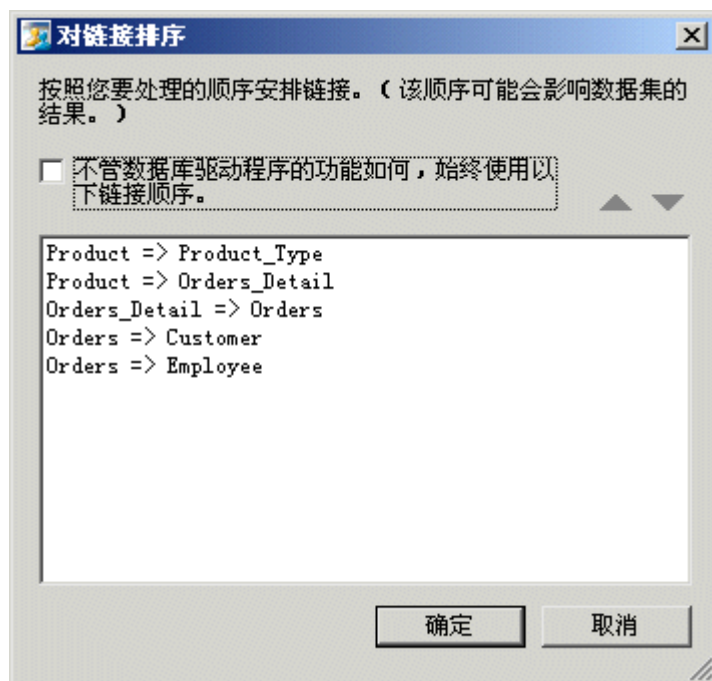 对链接排序
按照您要处理的顺序安排链接。(该顺序可能会影响数据集的
结果。)
不管数据库驱动程序的功能如何,始终使用以
下链接顺序。
Product => Product_Type
Product => Orders_Detail
Orders_Detail => Orders
Orders => Customer
Orders => Employee
确定 取消